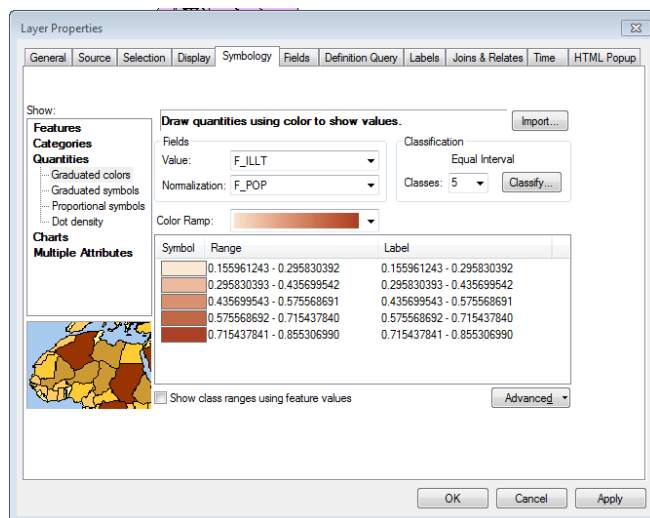 Layer Properties
General Source Selection Display Symbology Fields Definition Query Labels Joins & Relates Time HTML Popup
Show:
Features
Categories
Quantities
Graduated colors
Graduated symbols
Proportional symbols
Dot density
Charts
Multiple Attributes
Draw quantities using color to show values.
Import...
Fields
Value: F_ILLT
Normalization: F_POP
Classification
Equal Interval
Classes: 5 Classify...
Color Ramp:
Symbol Range Label
0.155961243 - 0.295830392 0.155961243 - 0.295830392
0.295830393 - 0.435699542 0.295830393 - 0.435699542
0.435699543 - 0.575568691 0.435699543 - 0.575568691
0.575568692 - 0.715437840 0.575568692 - 0.715437840
0.715437841 - 0.855306990 0.715437841 - 0.855306990
Show class ranges using feature values
Advanced
OK Cancel Apply